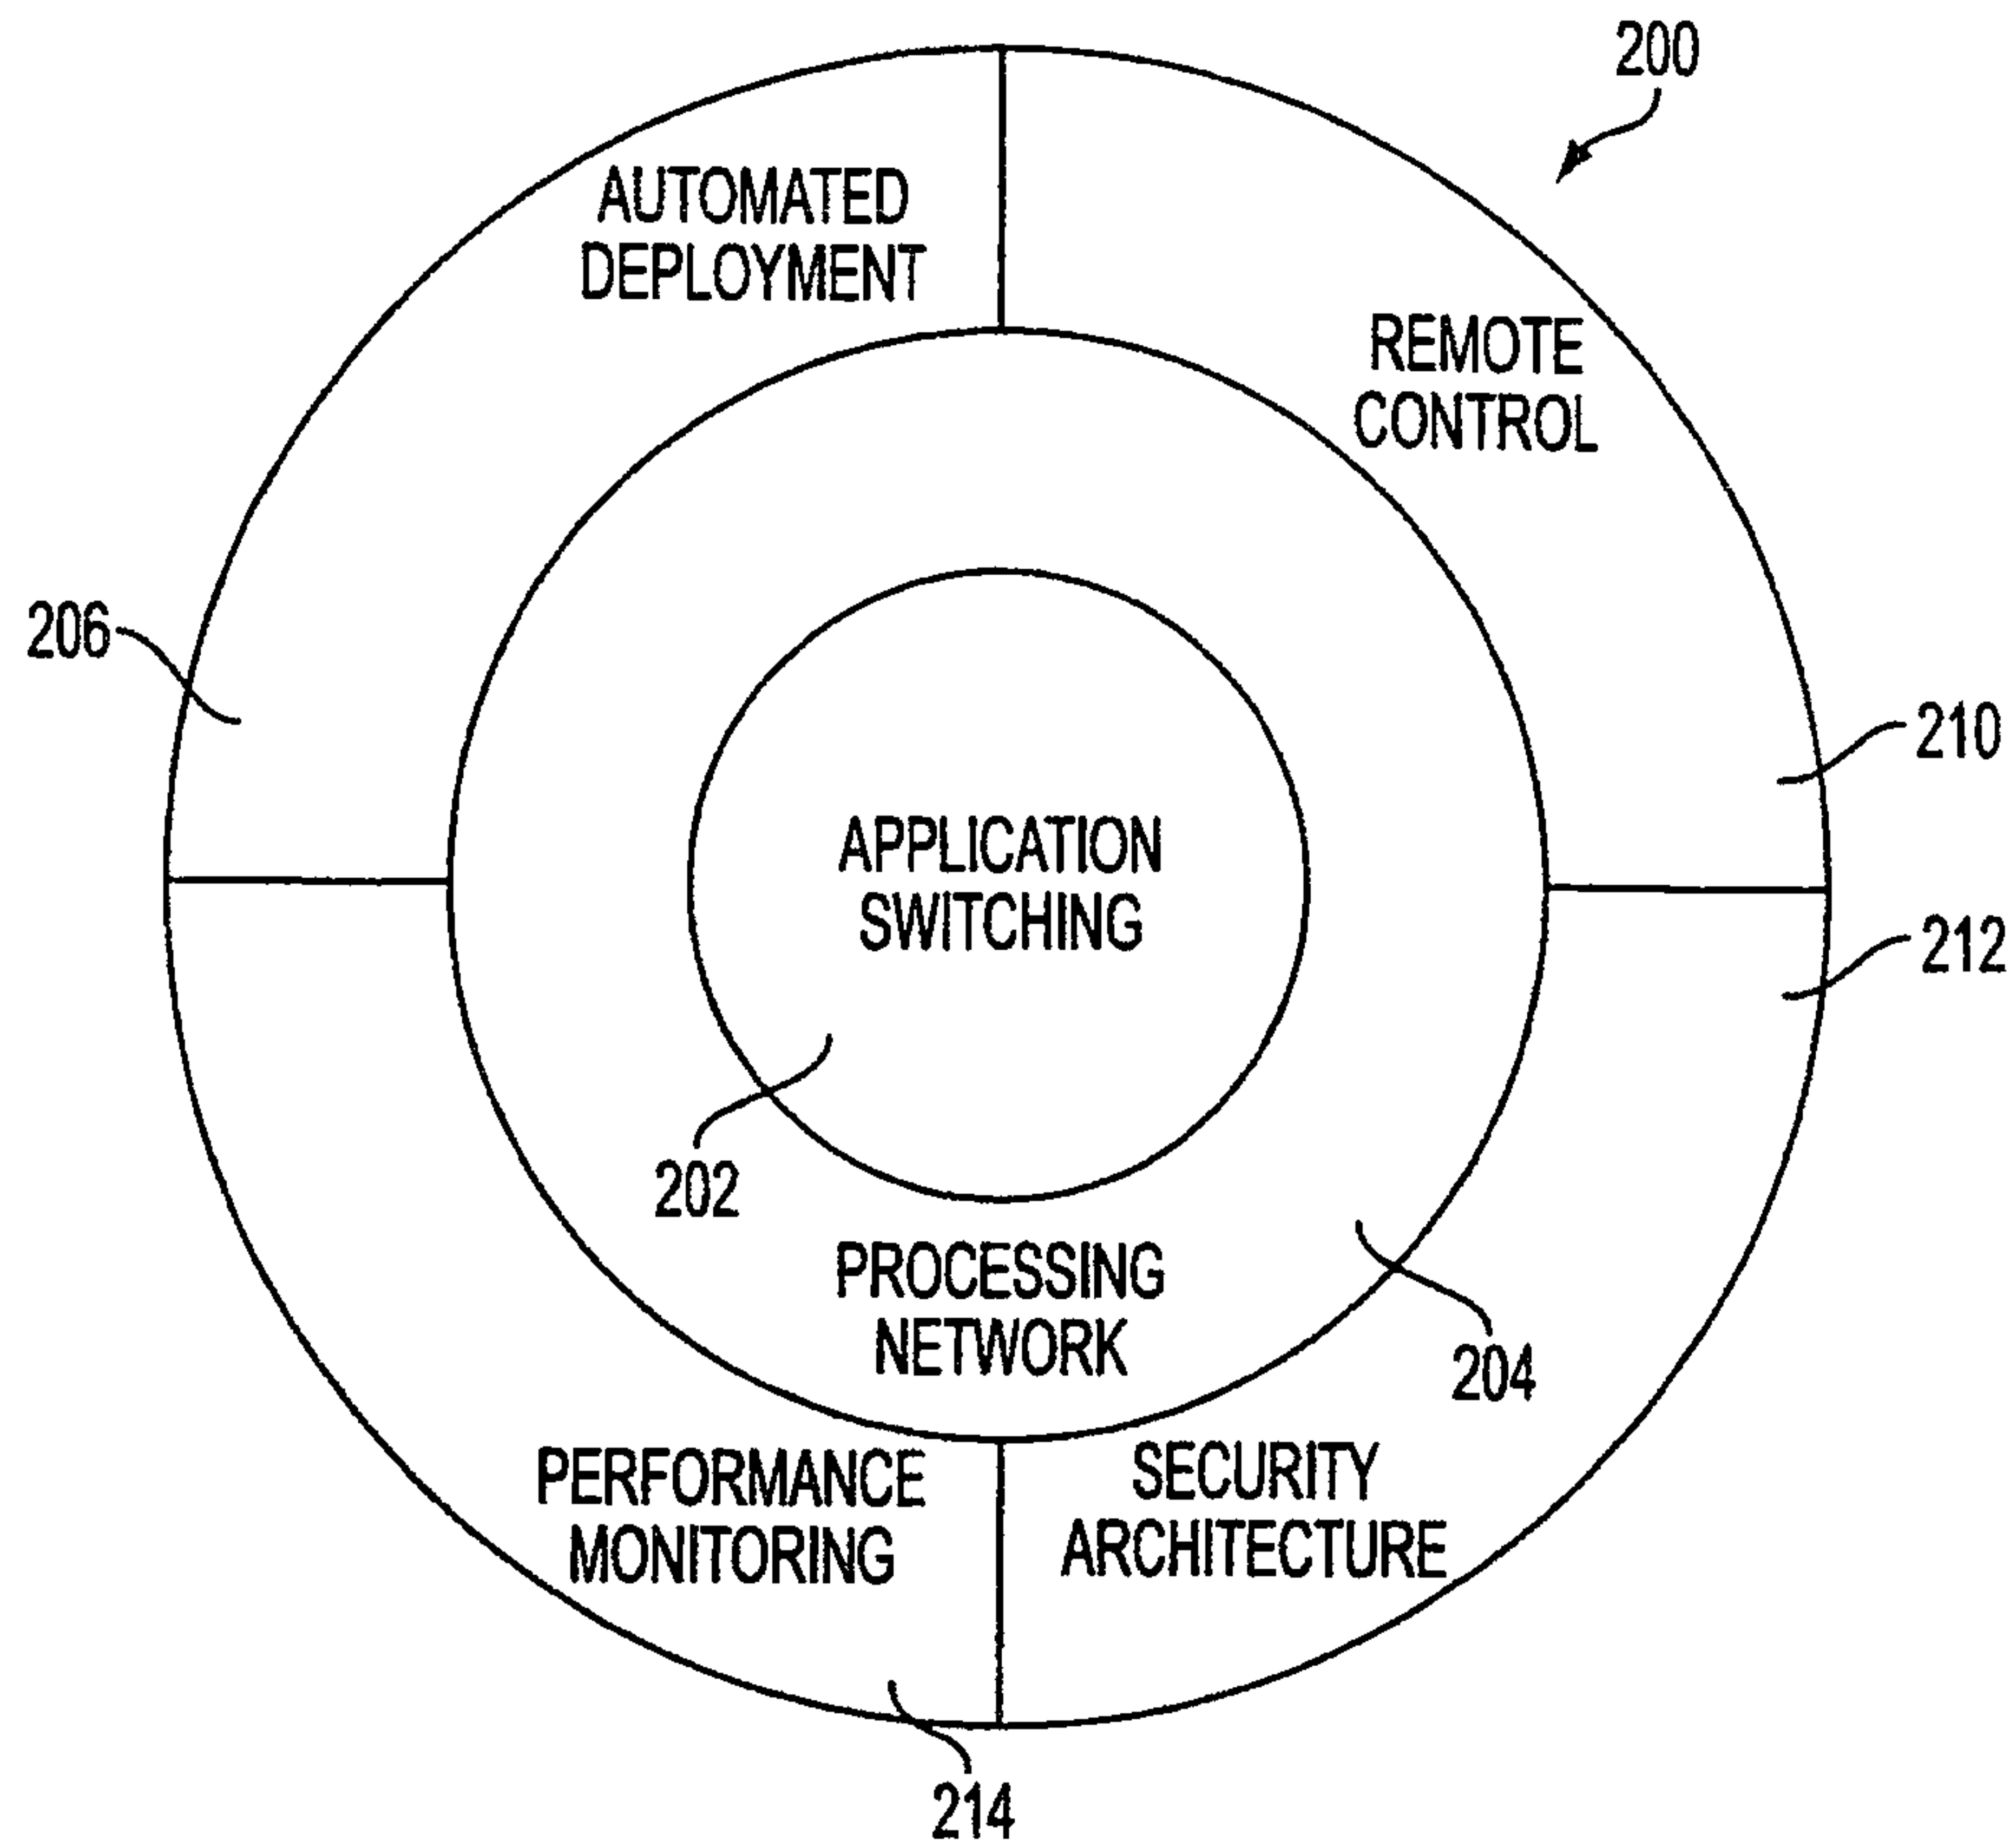 200
AUTOMATED
DEPLOYMENT
REMOTE
CONTROL
206
210
APPLICATION
SWITCHING
212
202
PROCESSING
NETWORK
204
PERFORMANCE
MONITORING
SECURITY
ARCHITECTURE
214